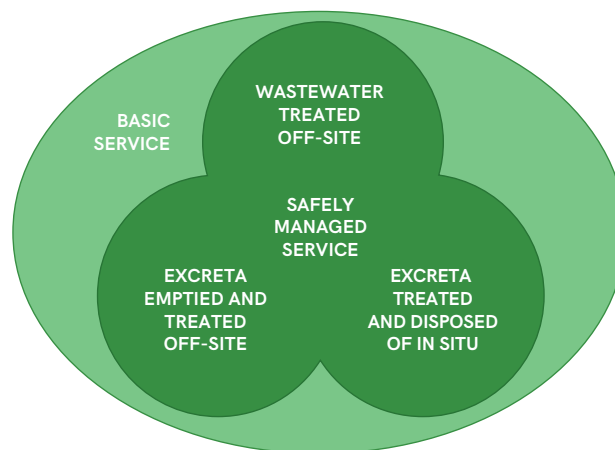 WASTEWATER
TREATED
OFF-SITE
BASIC
SERVICE
SAFELY
MANAGED
SERVICE
EXCRETA
EMPTIED AND
TREATED
OFF-SITE
EXCRETA
TREATED
AND DISPOSED
OF IN SITU